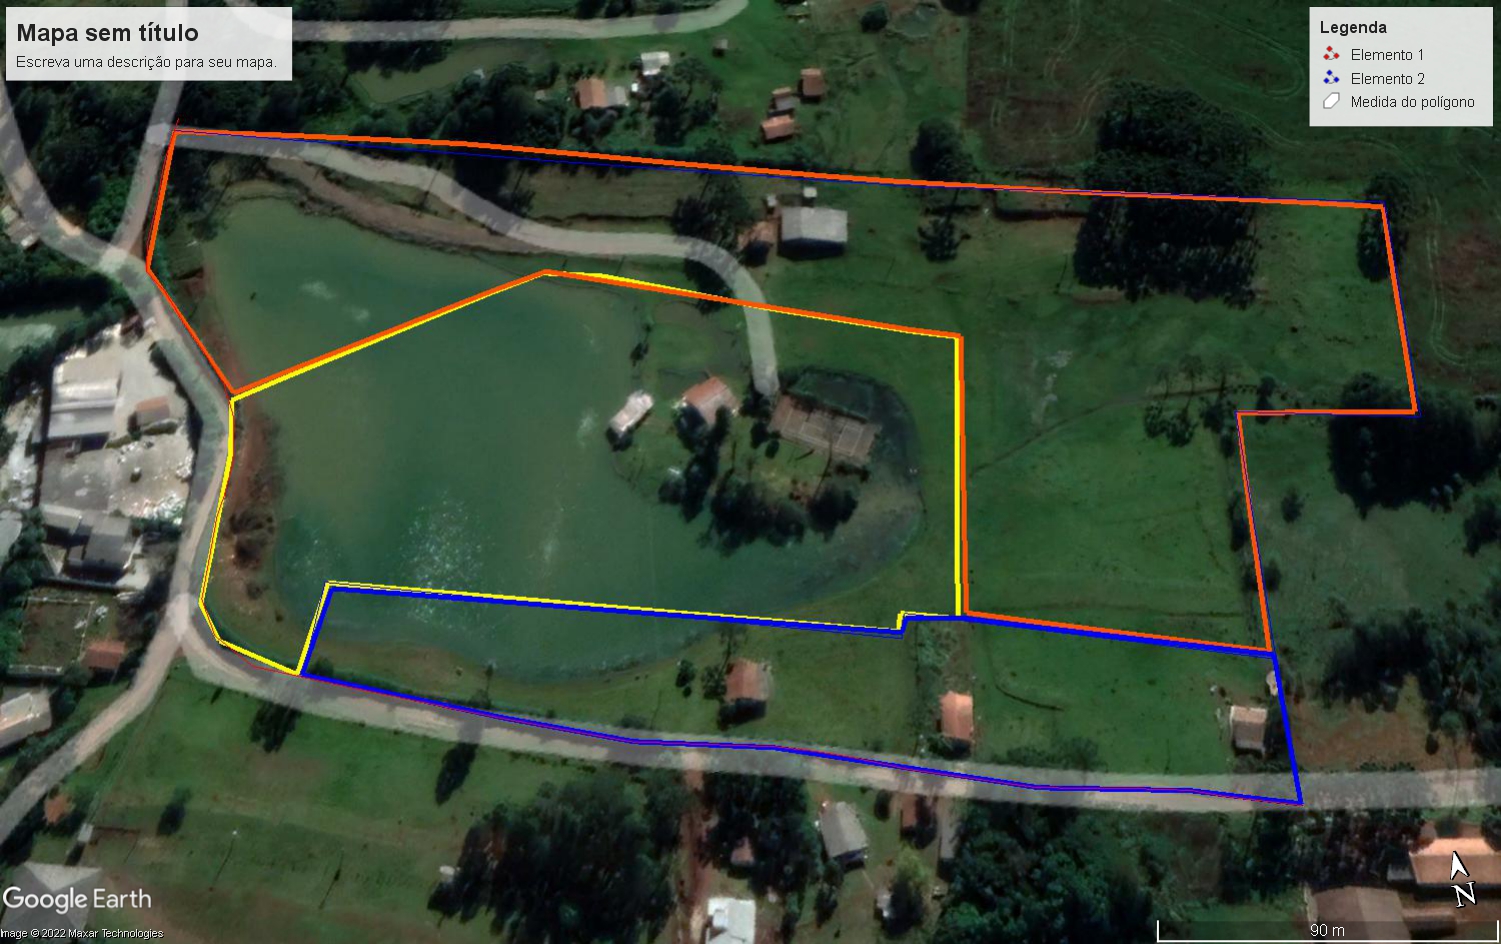 Mapa sem título
Escreva uma descrição para seu mapa.
Legenda
Elemento 1
Elemento 2
Medida do polígono
N
Google Earth
90 m
Image © 2022 Maxar Technologies